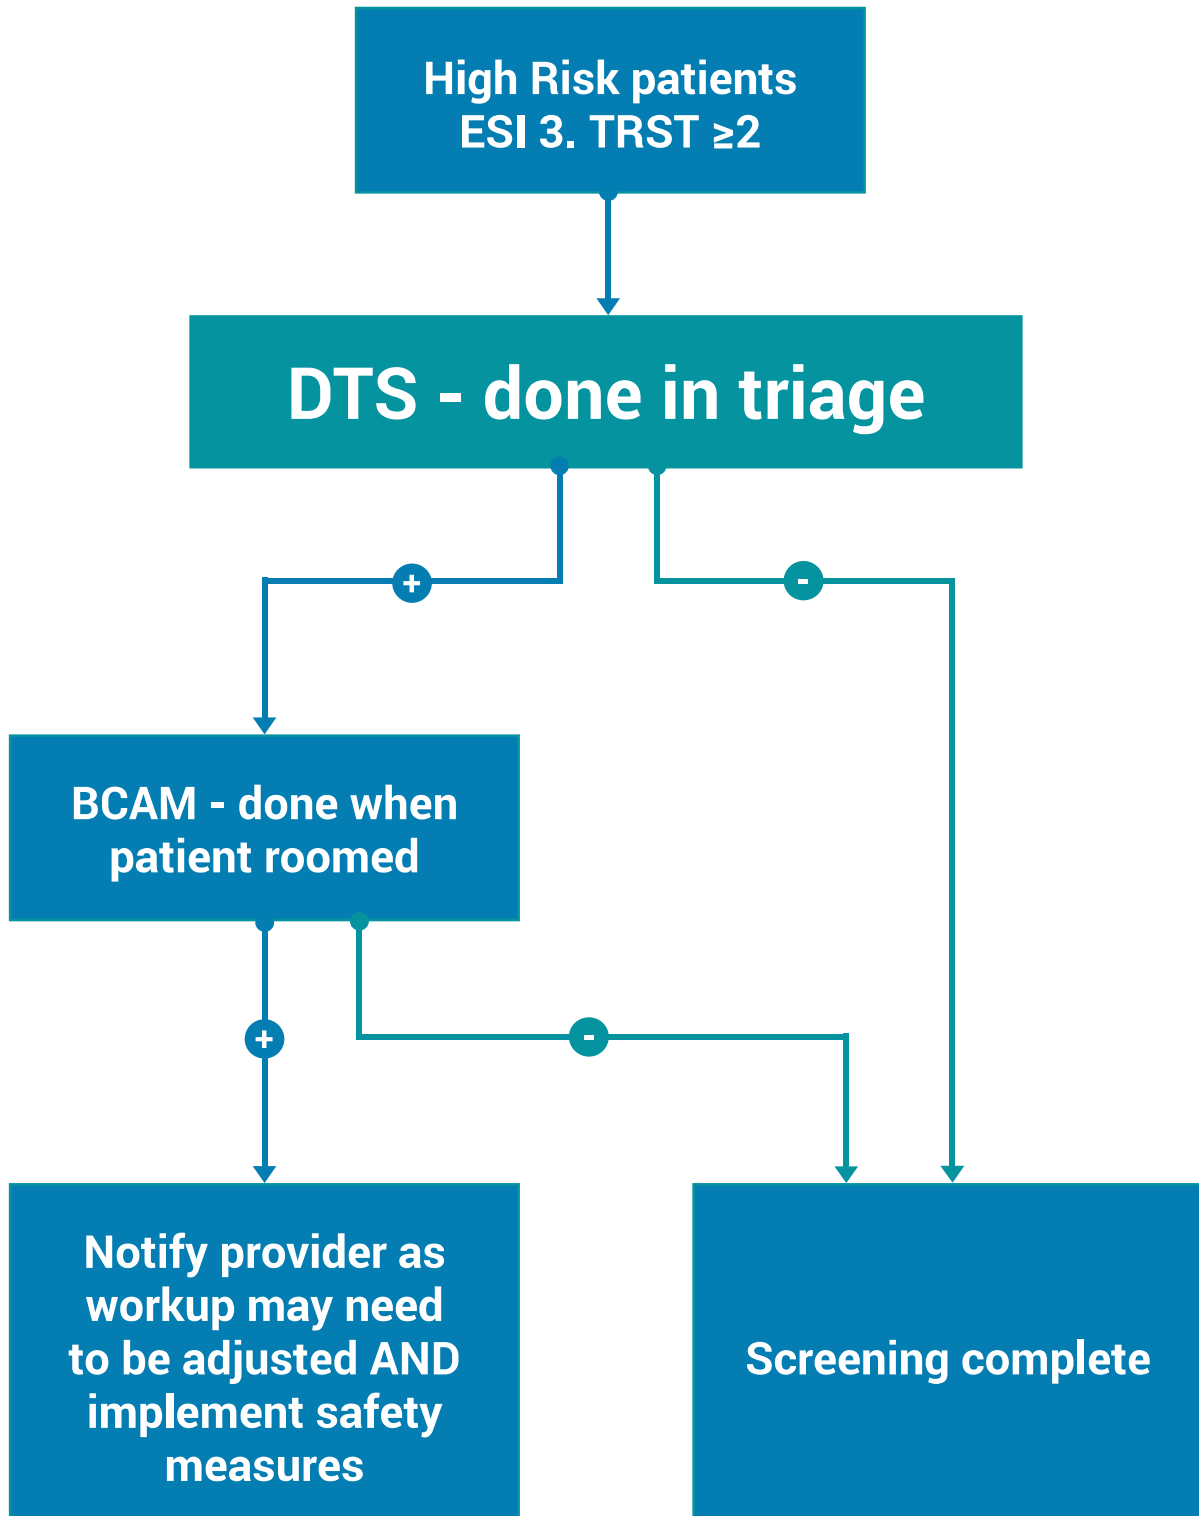 High Risk patients
ESI 3. TRST ≥2
DTS - done in triage
+
-
BCAM - done when
patient roomed
+
-
Notify provider as
workup may need
to be adjusted AND
implement safety
measures
Screening complete